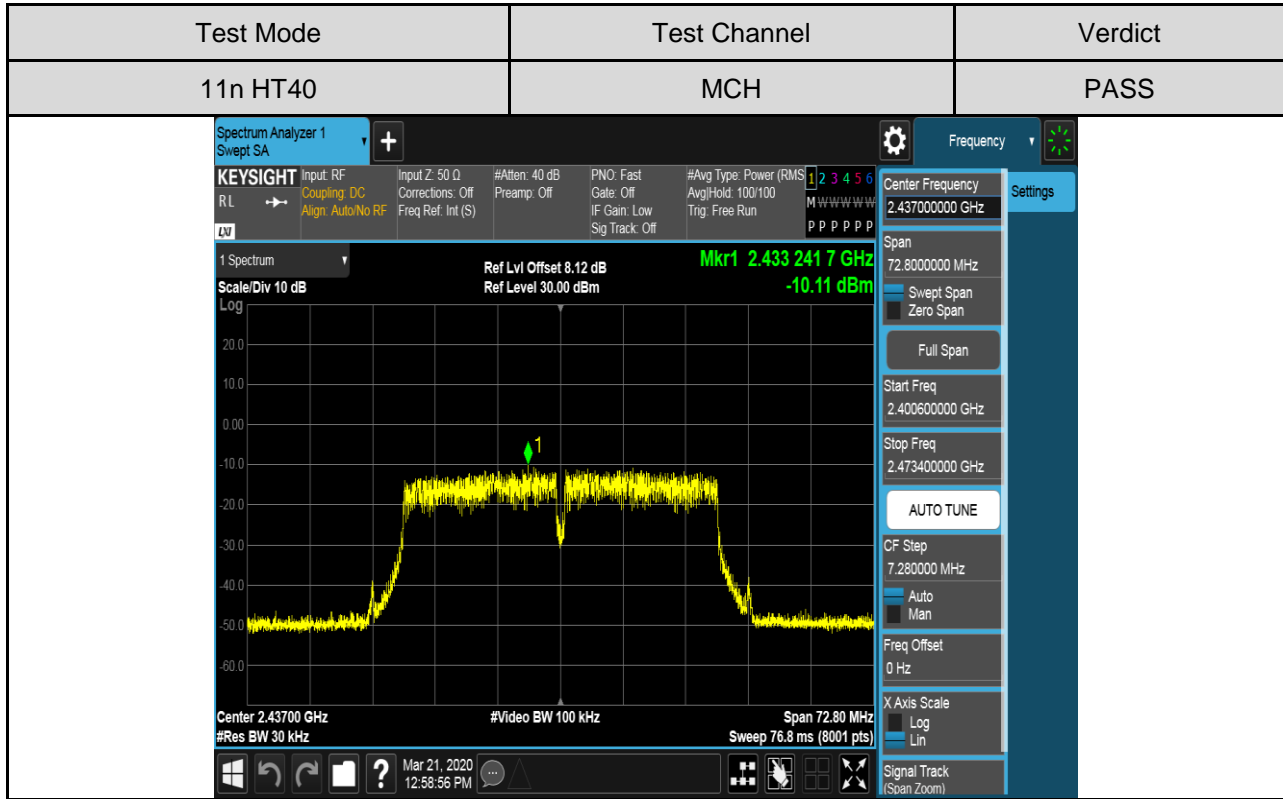 Test Mode Test Channel Verdict
11n HT40 MCH PASS
Spectrum Analyzer 1
Swept SA
+
Frequency
KEYSIGHT
RL
LXI
Input: RF
Coupling: DC
Align: Auto/No RF
Input Z: 50 Ω
Corrections: Off
Freq Ref: Int (S)
#Atten: 40 dB
Preamp: Off
PNO: Fast
Gate: Off
IF Gain: Low
Sig Track: Off
#Avg Type: Power (RMS
Avg|Hold: 100/100
Trig: Free Run
1 2 3 4 5 6
M W W W W W
P P P P P P
1 Spectrum
Scale/Div 10 dB
Ref Lvl Offset 8.12 dB
Ref Level 30.00 dBm
Mkr1 2.433 241 7 GHz
-10.11 dBm
Log
20.0
10.0
0.00
-10.0
-20.0
-30.0
-40.0
-50.0
-60.0
1
Center 2.43700 GHz
#Res BW 30 kHz
#Video BW 100 kHz
Span 72.80 MHz
Sweep 76.8 ms (8001 pts)
Center Frequency
2.437000000 GHz
Settings
Span
72.8000000 MHz
Swept Span
Zero Span
Full Span
Start Freq
2.400600000 GHz
Stop Freq
2.473400000 GHz
AUTO TUNE
CF Step
7.280000 MHz
Auto
Man
Freq Offset
0 Hz
X Axis Scale
Log
Lin
Signal Track
(Span Zoom)
?
Mar 21, 2020
12:58:56 PM